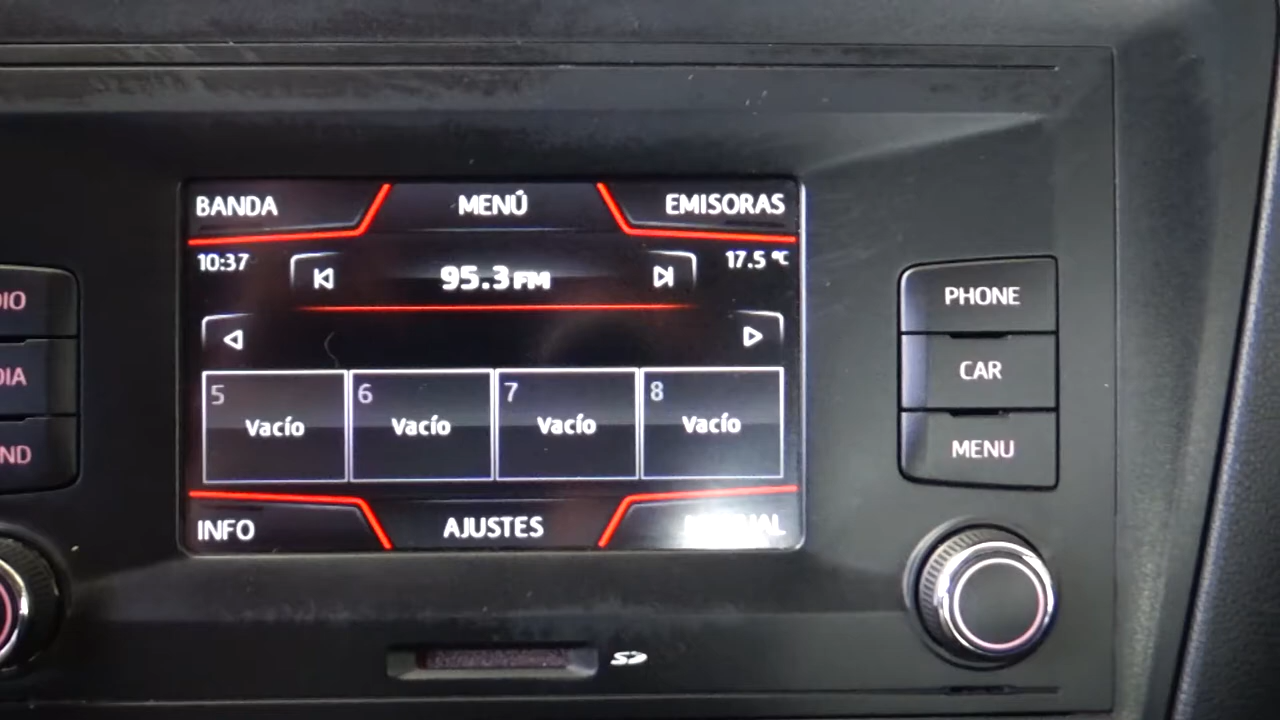 BANDA MENÚ EMISORAS
10:37 95.3 FM 17.5 °C
5 6 7 8
Vacío Vacío Vacío Vacío
INFO AJUSTES
PHONE
CAR
MENU
SD